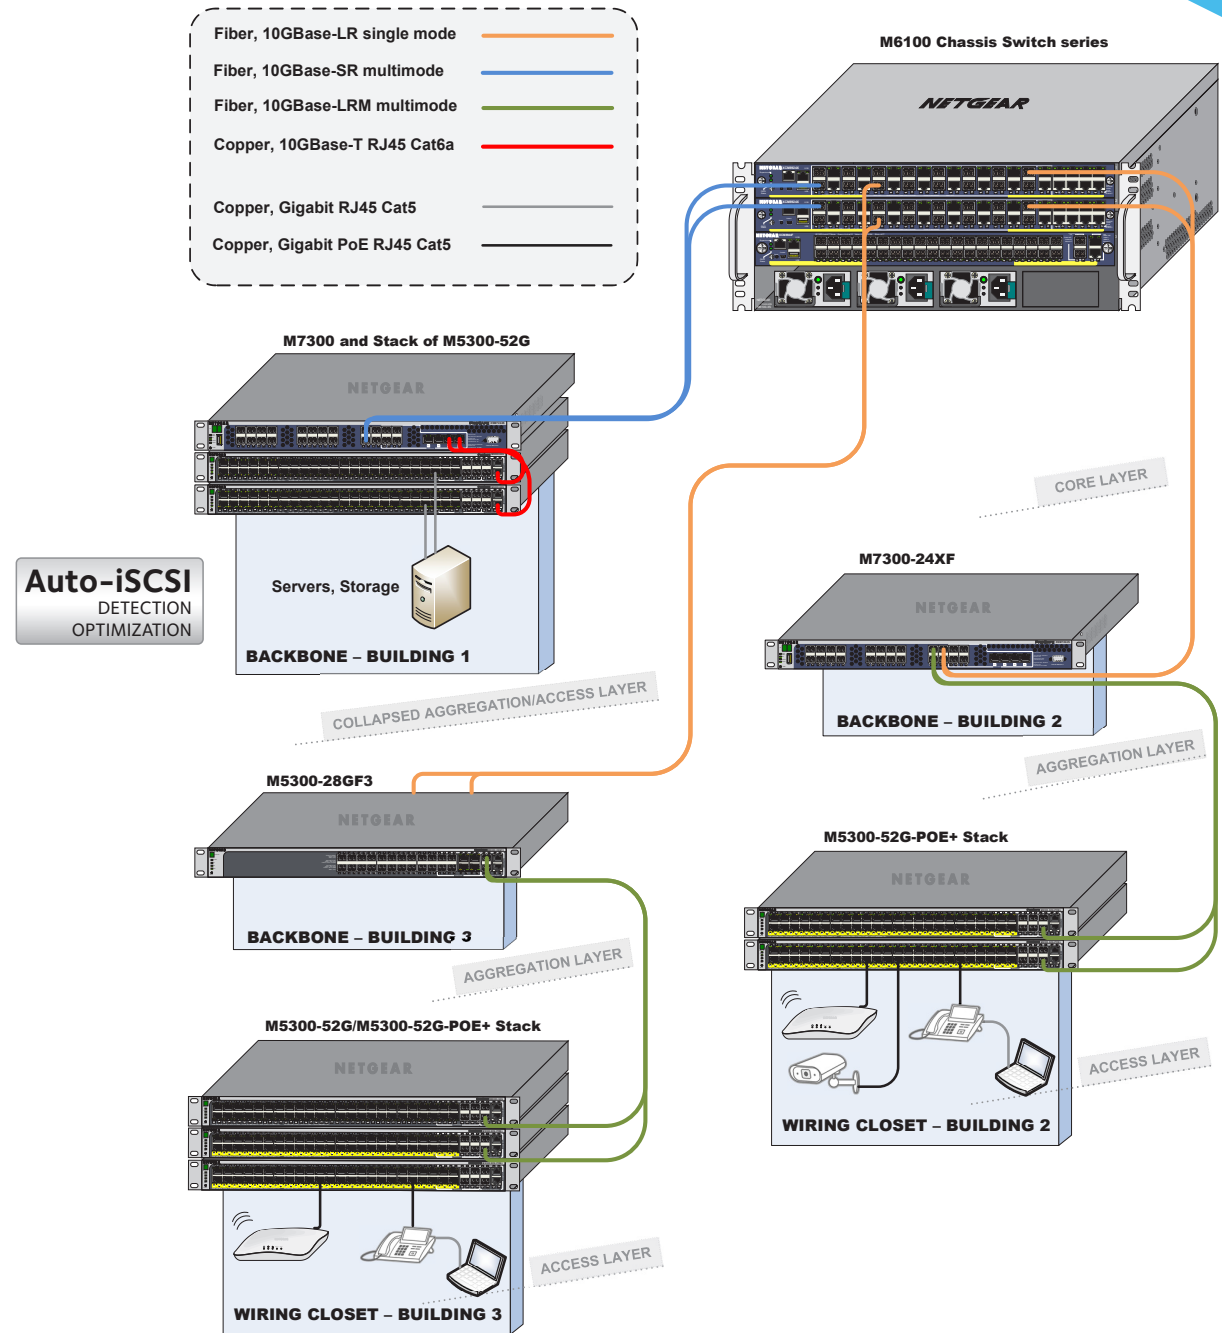 Fiber, 10GBase-LR single mode
Fiber, 10GBase-SR multimode
Fiber, 10GBase-LRM multimode
Copper, 10GBase-T RJ45 Cat6a
Copper, Gigabit RJ45 Cat5
Copper, Gigabit PoE RJ45 Cat5
M6100 Chassis Switch series
NETGEAR
M7300 and Stack of M5300-52G
NETGEAR
Servers, Storage
BACKBONE – BUILDING 1
Auto-iSCSI
DETECTION
OPTIMIZATION
CORE LAYER
M7300-24XF
NETGEAR
BACKBONE – BUILDING 2
COLLAPSED AGGREGATION/ACCESS LAYER
AGGREGATION LAYER
M5300-28GF3
NETGEAR
BACKBONE – BUILDING 3
M5300-52G-POE+ Stack
NETGEAR
AGGREGATION LAYER
M5300-52G/M5300-52G-POE+ Stack
NETGEAR
ACCESS LAYER
WIRING CLOSET – BUILDING 2
ACCESS LAYER
WIRING CLOSET – BUILDING 3